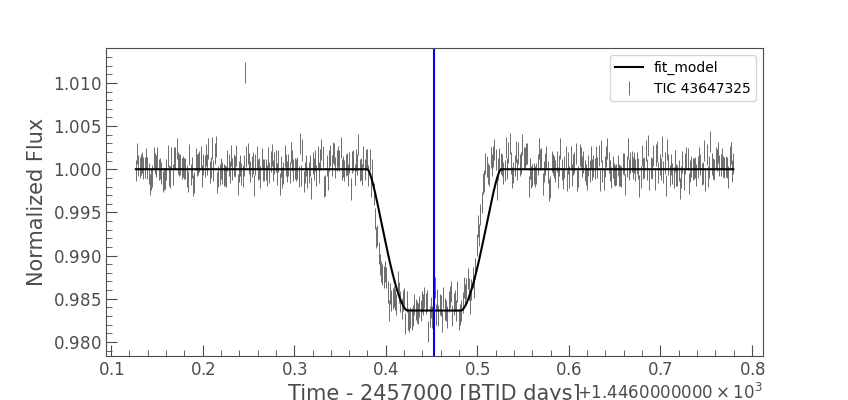 1.010
1.005
1.000
0.995
0.990
0.985
0.980
Normalized Flux
fit_model
TIC 43647325
0.1 0.2 0.3 0.4 0.5 0.6 0.7 0.8
Time - 2457000 [BTJD days]
+1.4460000000 × 10³